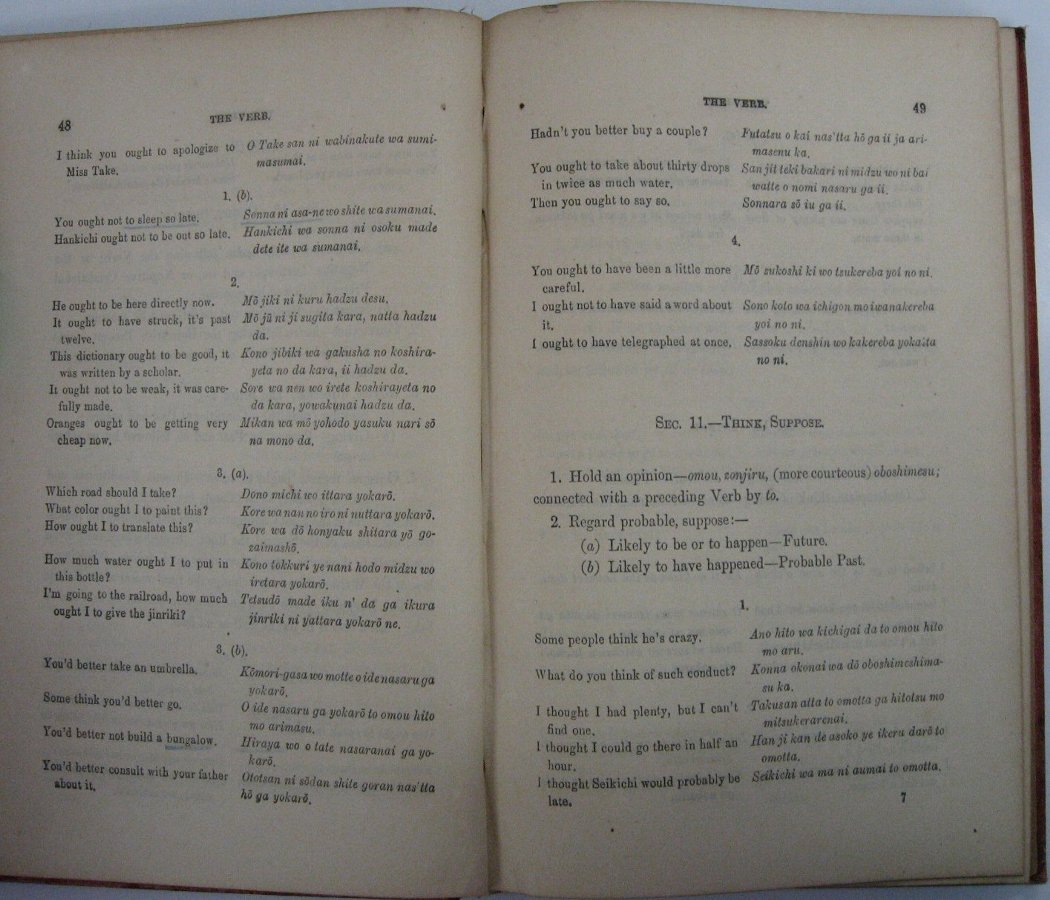 48
THE VERB.
I think you ought to apologize to
Miss Take.
O Take san ni wabinakute wa sumi-
masumai.
1. (b).
You ought not to sleep so late.
Sonna ni asa-ne wo shite wa sumanai.
Hankichi ought not to be out so late.
Hankichi wa sonna ni osoku made
dete ite wa sumanai.
2.
He ought to be here directly now.
Mō jiki ni kuru hadzu desu.
It ought to have struck, it's past
twelve.
Mō jū ni ji sugita kara, natta hadzu
da.
This dictionary ought to be good, it
was written by a scholar.
Kono jibiki wa gakusha no koshira-
yeta no da kara, ii hadzu da.
It ought not to be weak, it was care-
fully made.
Sore wa nen wo irete koshirayeta no
da kara, yowakunai hadzu da.
Oranges ought to be getting very
cheap now.
Mikan wa mō yohodo yasuku nari sō
na mono da.
3. (a).
Which road should I take?
Dono michi wo ittara yokarō.
What color ought I to paint this?
Kore wa nan no iro ni nuttara yokarō.
How ought I to translate this?
Kore wa dō honyaku shitara yō go-
zaimashō.
How much water ought I to put in
this bottle?
Kono tokkuri ye nani hodo midzu wo
iretara yokarō.
I'm going to the railroad, how much
ought I to give the jinriki?
Tetsudō made iku n' da ga ikura
jinriki ni yattara yokarō ne.
3. (b).
You'd better take an umbrella.
Kōmori-gasa wo motte o ide nasaru ga
yokarō.
Some think you'd better go.
O ide nasaru ga yokarō to omou hito
mo arimasu.
You'd better not build a bungalow.
Hiraya wo o tate nasaranai ga yo-
karō.
You'd better consult with your father
about it.
Ototsan ni sōdan shite goran nas'tta
hō ga yokarō.
THE VERB.
49
Hadn't you better buy a couple?
Futatsu o kai nas'tta hō ga ii ja ari-
masenu ka.
You ought to take about thirty drops
in twice as much water.
San jit teki bakari ni midzu wo ni bai
watte o nomi nasaru ga ii.
Then you ought to say so.
Sonnara sō iu ga ii.
4.
You ought to have been a little more
careful.
Mō sukoshi ki wo tsukereba yoi no ni.
I ought not to have said a word about
it.
Sono koto wa ichigon mo iwanakereba
yoi no ni.
I ought to have telegraphed at once.
Sassoku denshin wo kakereba yokatta
no ni.
SEC. 11.—THINK, SUPPOSE.
1. Hold an opinion—omou, zonjiru, (more courteous) oboshimesu;
connected with a preceding Verb by to.
2. Regard probable, suppose:—
(a) Likely to be or to happen—Future.
(b) Likely to have happened—Probable Past.
1.
Some people think he's crazy.
Ano hito wa kichigai da to omou hito
mo aru.
What do you think of such conduct?
Konna okonai wa dō oboshimeshima-
su ka.
I thought I had plenty, but I can't
find one.
Takusan atta to omotta ga hitotsu mo
mitsukerarenai.
I thought I could go there in half an
hour.
Han ji kan de asoko ye ikeru darō to
omotta.
I thought Seikichi would probably be
late.
Seikichi wa ma ni aumai to omotta.
7